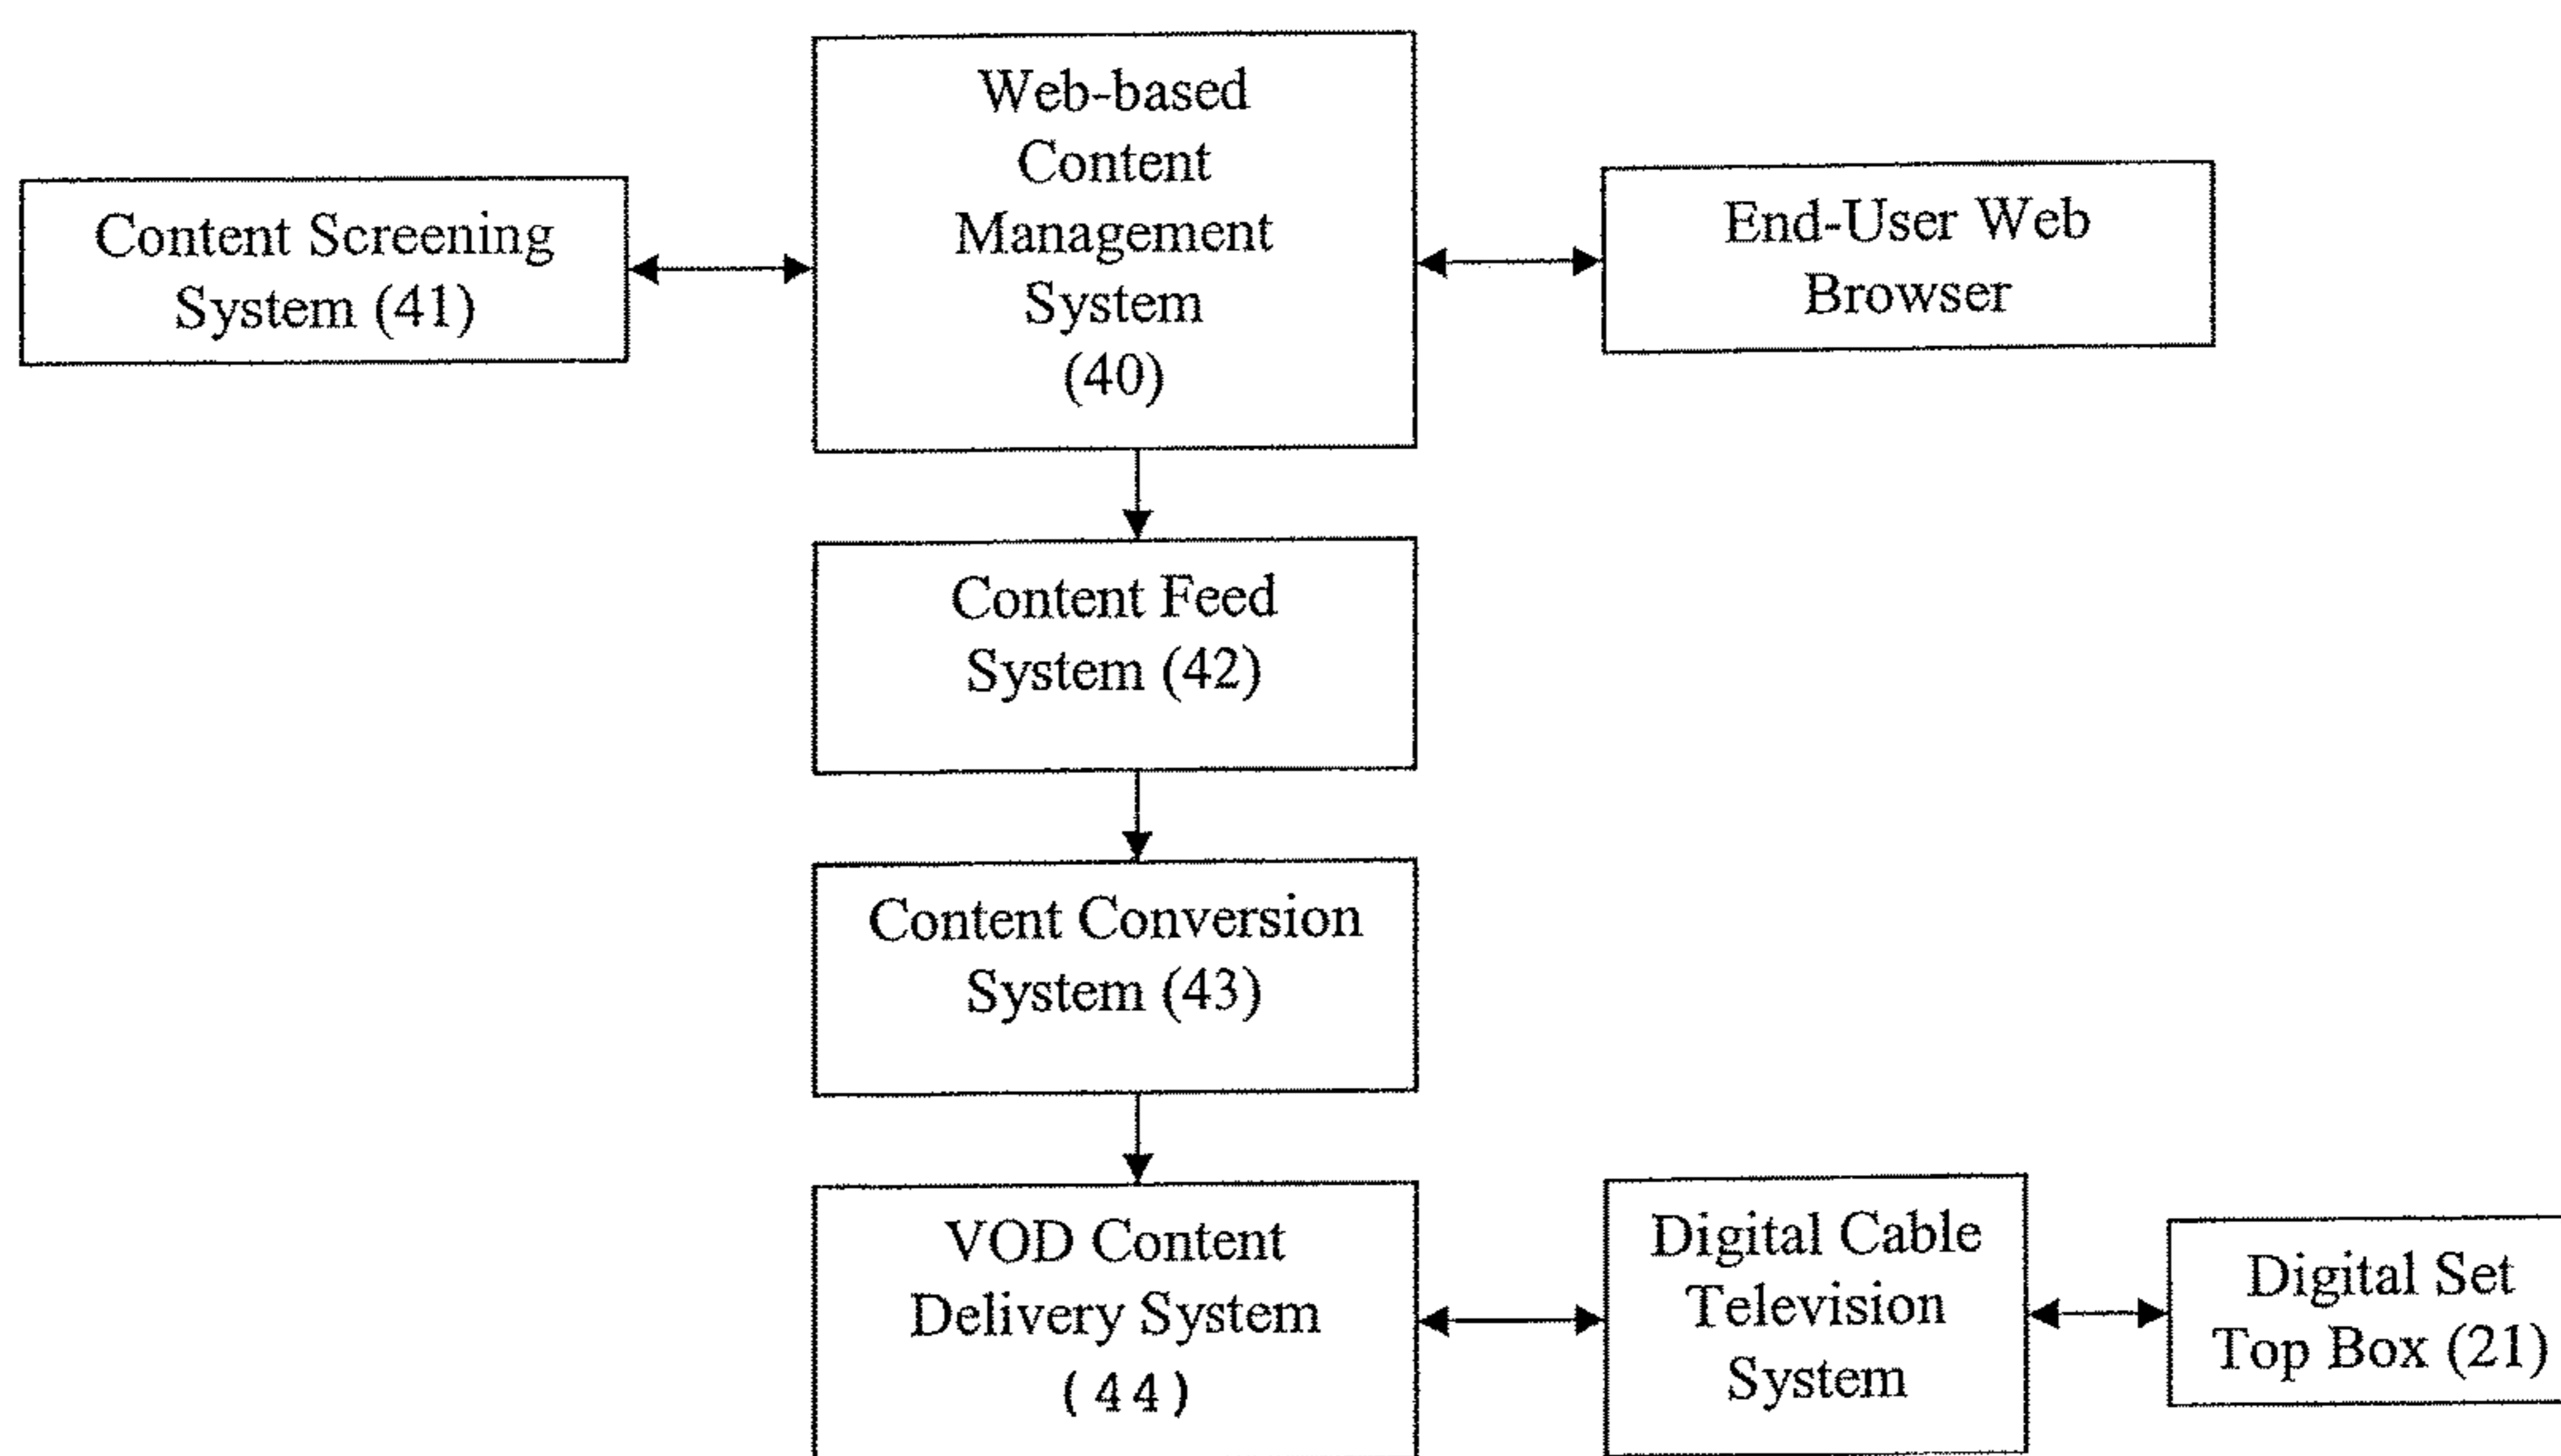 Web-based
Content
Management
System
(40)
Content Screening
System (41)
End-User Web
Browser
Content Feed
System (42)
Content Conversion
System (43)
VOD Content
Delivery System
(44)
Digital Cable
Television
System
Digital Set
Top Box (21)